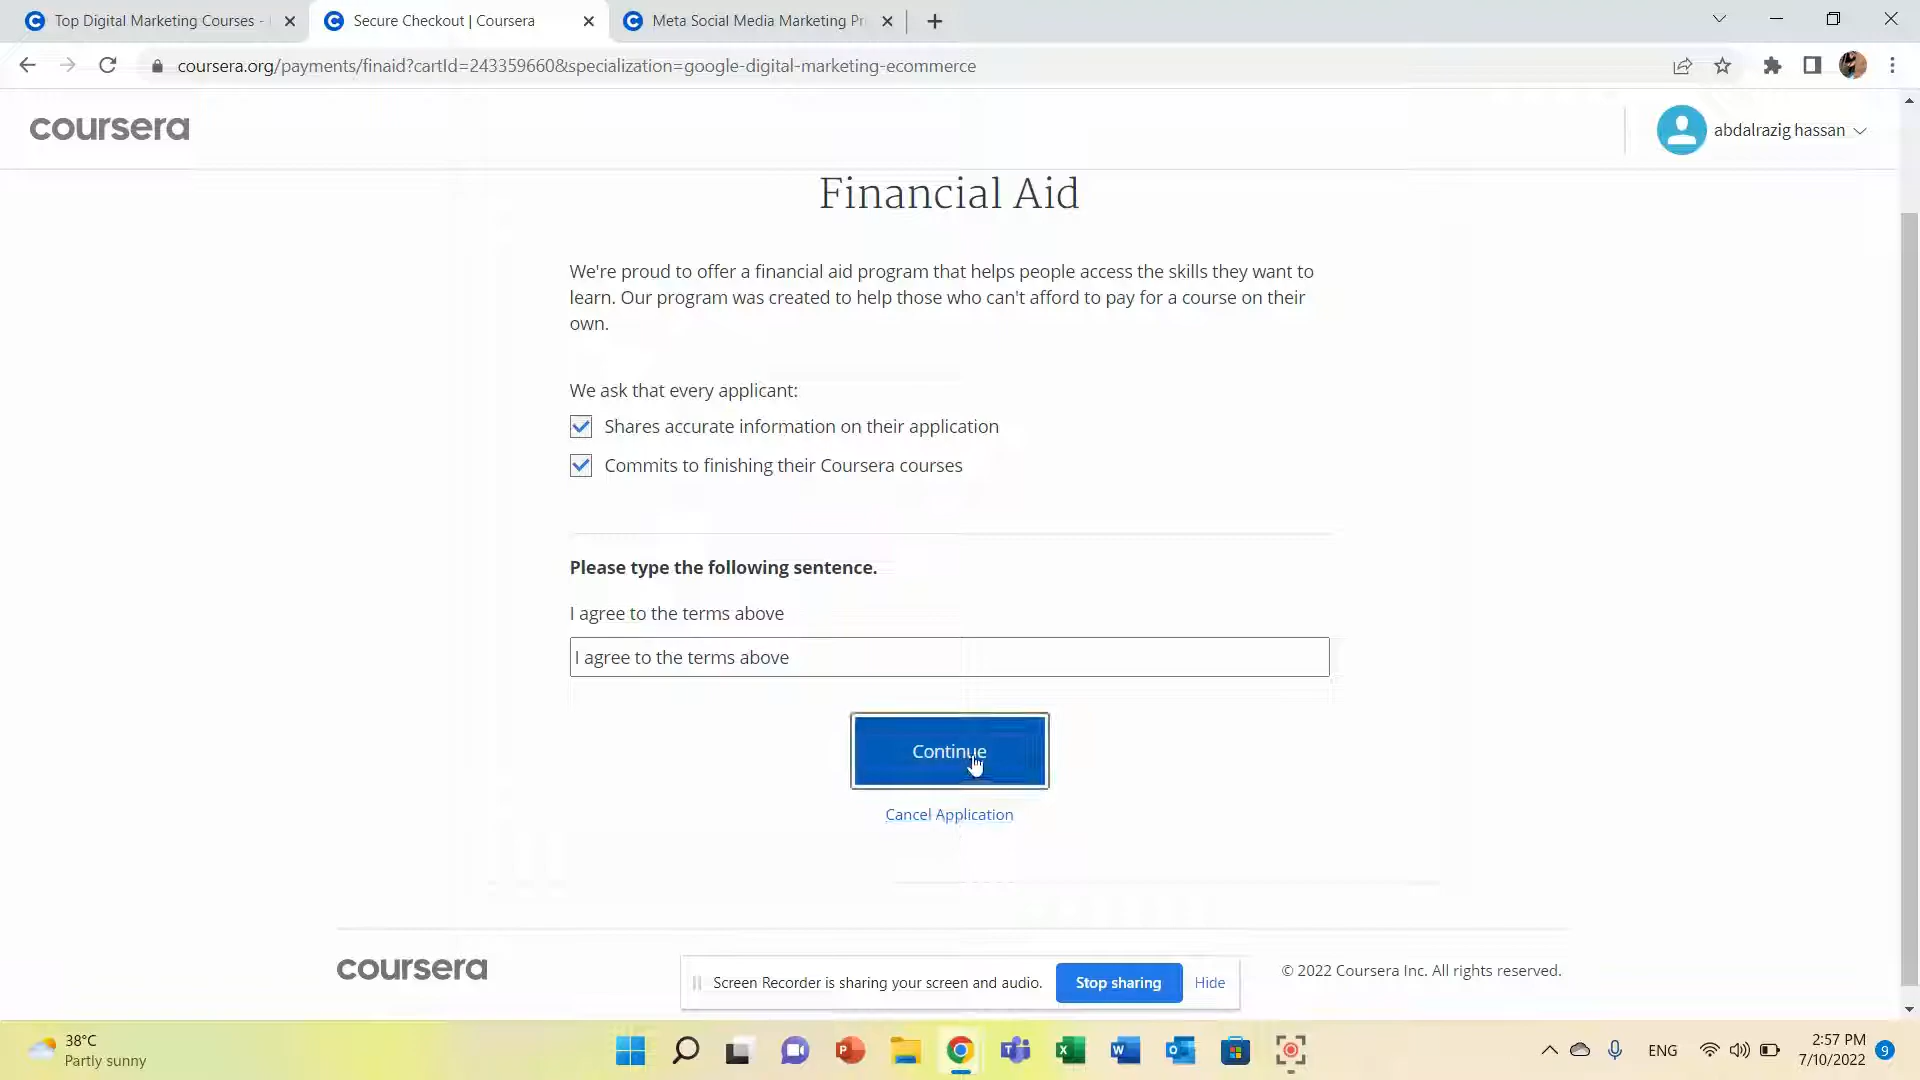 Top Digital Marketing Courses -
Secure Checkout | Coursera
Meta Social Media Marketing Pr
coursera.org/payments/finaid?cartId=243359660&specialization=google-digital-marketing-ecommerce
coursera
abdalrazig hassan
Financial Aid
We're proud to offer a financial aid program that helps people access the skills they want to
learn. Our program was created to help those who can't afford to pay for a course on their
own.
We ask that every applicant:
Shares accurate information on their application
Commits to finishing their Coursera courses
Please type the following sentence.
I agree to the terms above
I agree to the terms above
Continue
Cancel Application
coursera
Screen Recorder is sharing your screen and audio.
Stop sharing
Hide
© 2022 Coursera Inc. All rights reserved.
38°C
Partly sunny
ENG
2:57 PM
7/10/2022
9